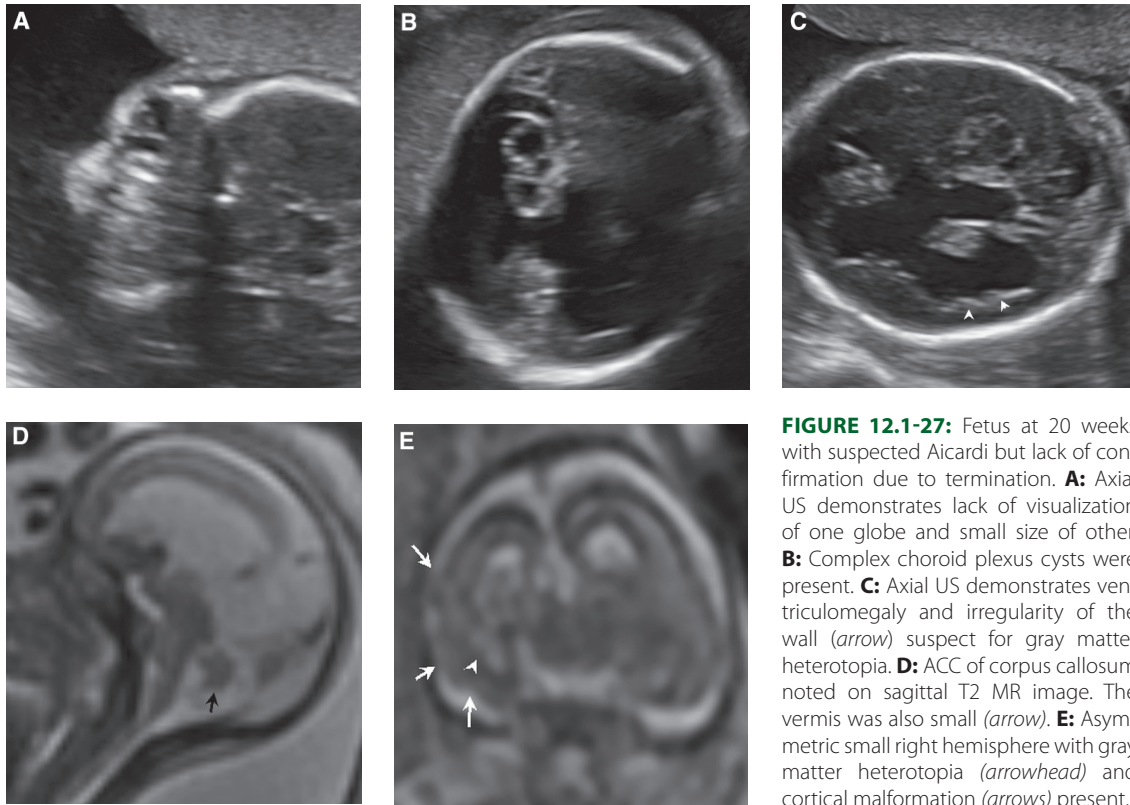 A
B
C
D
E
FIGURE 12.1-27: Fetus at 20 week
with suspected Aicardi but lack of con
firmation due to termination. A: Axia
US demonstrates lack of visualization
of one globe and small size of other
B: Complex choroid plexus cysts were
present. C: Axial US demonstrates ven
triculomegaly and irregularity of the
wall (arrow) suspect for gray matte
heterotopia. D: ACC of corpus callosum
noted on sagittal T2 MR image. The
vermis was also small (arrow). E: Asym
metric small right hemisphere with gray
matter heterotopia (arrowhead) and
cortical malformation (arrows) present.